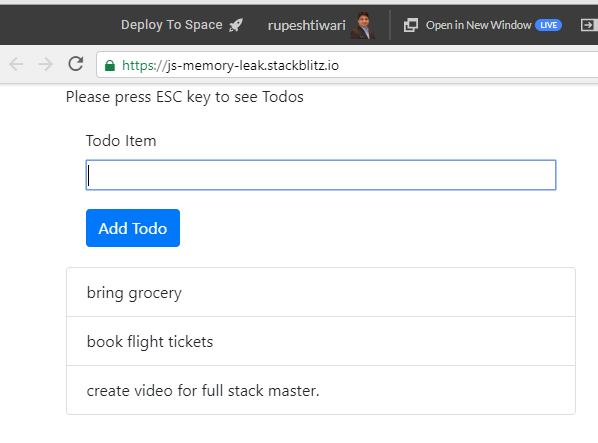 Deploy To Space rupeshtiwari Open in New Window LIVE
https://js-memory-leak.stackblitz.io
Please press ESC key to see Todos
Todo Item
Add Todo
bring grocery
book flight tickets
create video for full stack master.